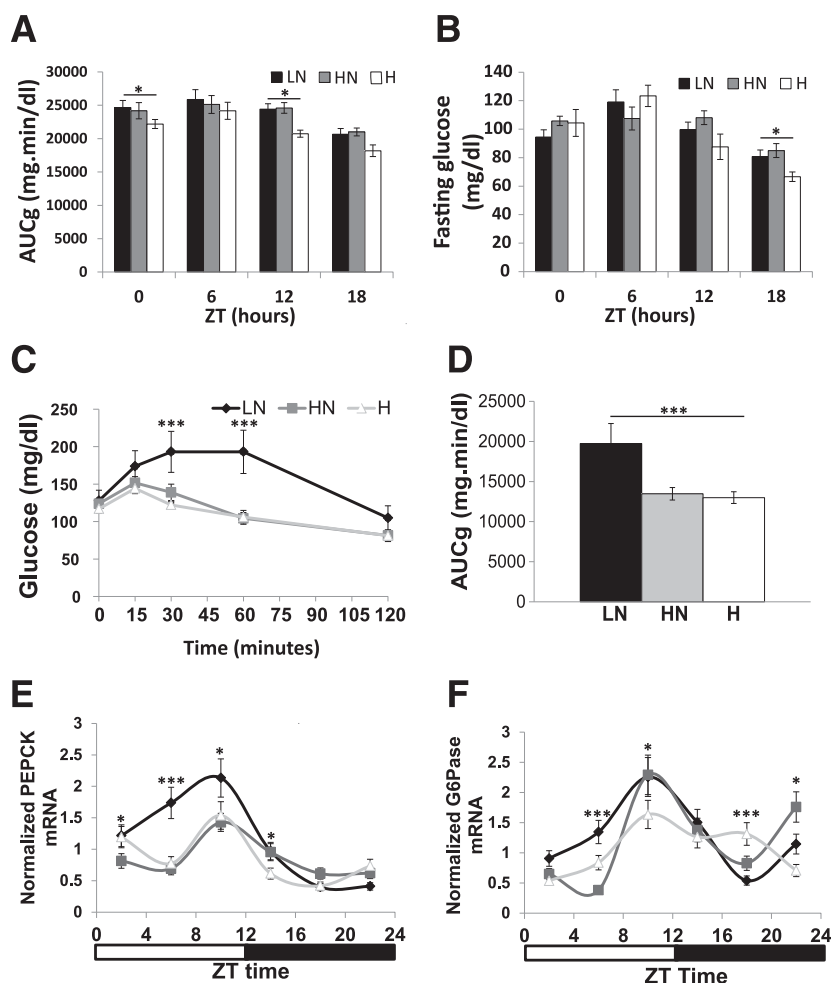 A
30000
25000
20000
15000
10000
5000
0
AUCg (mg.min/dl)
LN HN H
*
*
0 6 12 18
ZT (hours)
B
140
120
100
80
60
40
20
0
Fasting glucose
(mg/dl)
LN HN H
*
0 6 12 18
ZT (hours)
C
250
200
150
100
50
0
Glucose (mg/dl)
LN HN H
*** ***
0 15 30 45 60 75 90 105 120
Time (minutes)
D
25000
20000
15000
10000
5000
0
AUCg (mg.min/dl)
***
LN HN H
E
3
2.5
2
1.5
1
0.5
0
Normalized PEPCK
mRNA
* *** * *
0 4 8 12 16 20 24
ZT time
F
3
2.5
2
1.5
1
0.5
0
Normalized G6Pase
mRNA
*** * *** *
0 4 8 12 16 20 24
ZT Time